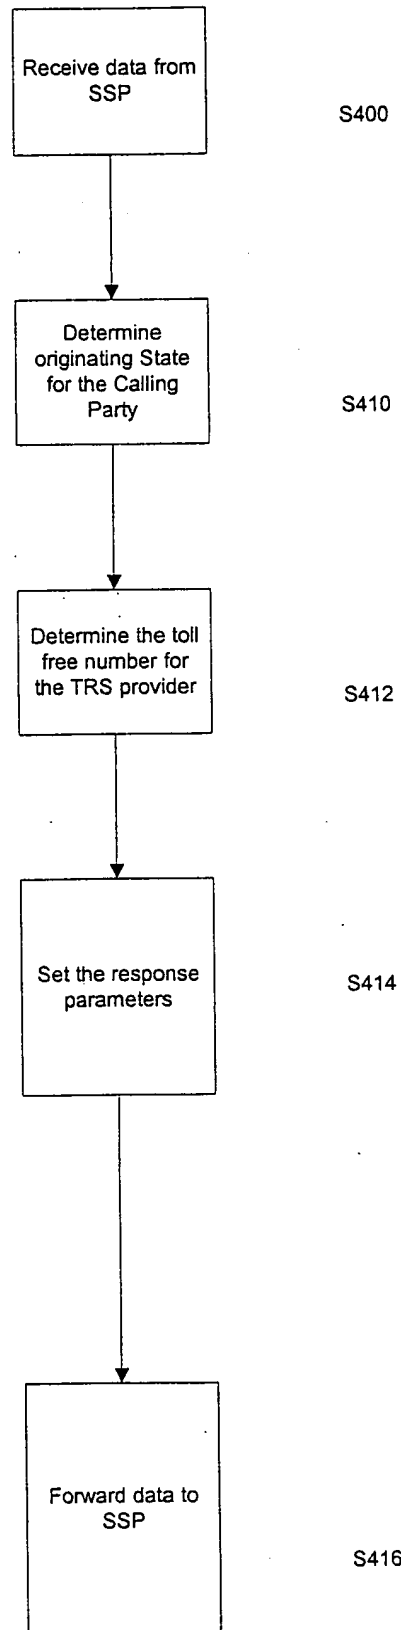 Receive data from
SSP
S400
Determine
originating State
for the Calling
Party
S410
Determine the toll
free number for
the TRS provider
S412
Set the response
parameters
S414
Forward data to
SSP
S416